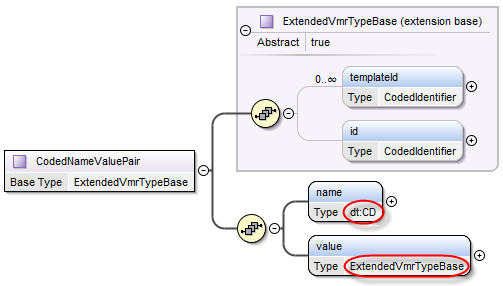 ExtendedVmrTypeBase (extension base)
Abstract true
0..∞
templateId
Type CodedIdentifier
id
Type CodedIdentifier
CodedNameValuePair
Base Type ExtendedVmrTypeBase
name
Type dt:CD
value
Type ExtendedVmrTypeBase